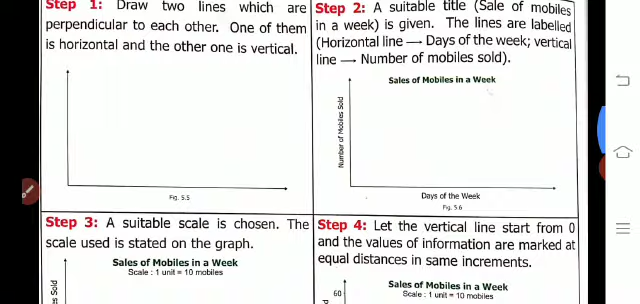 Step 1: Draw two lines which are
perpendicular to each other. One of them
is horizontal and the other one is vertical.
Fig. 5.5
Step 2: A suitable title (Sale of mobiles
in a week) is given. The lines are labelled
(Horizontal line → Days of the week; vertical
line → Number of mobiles sold).
Sales of Mobiles in a Week
Number of Mobiles Sold
Days of the Week
Fig. 5.6
Step 3: A suitable scale is chosen. The
scale used is stated on the graph.
Sales of Mobiles in a Week
Scale : 1 unit = 10 mobiles
es Sold
Step 4: Let the vertical line start from 0
and the values of information are marked at
equal distances in same increments.
Sales of Mobiles in a Week
Scale : 1 unit = 10 mobiles
60